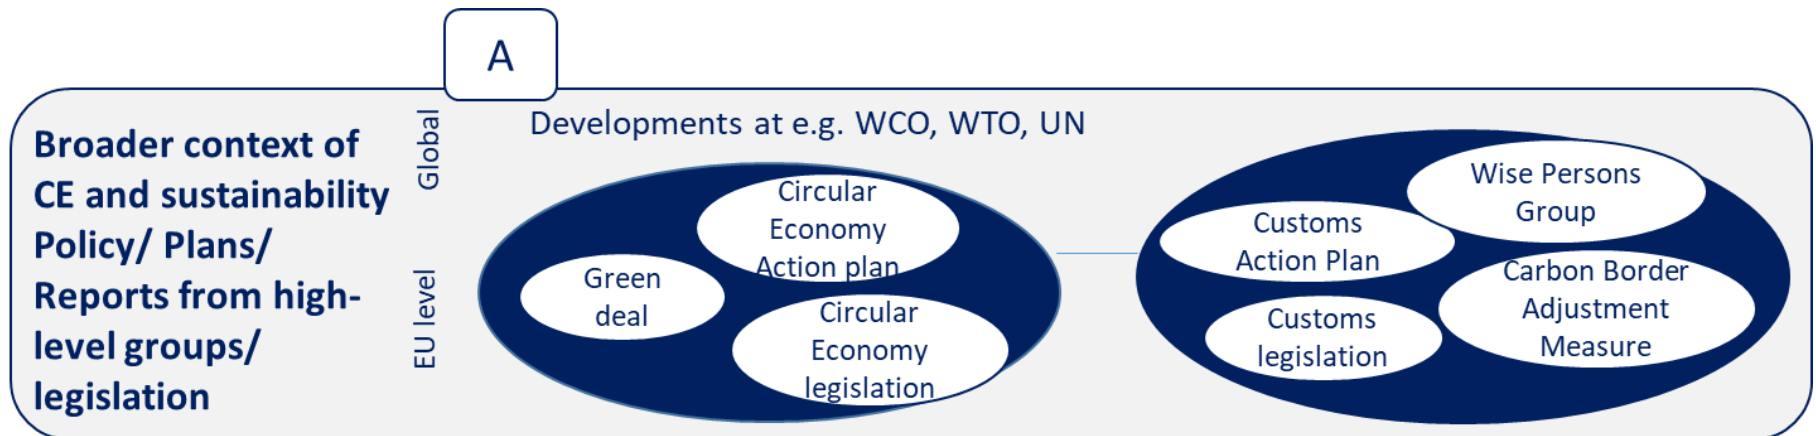 A
Broader context of
CE and sustainability
Policy/ Plans/
Reports from high-
level groups/
legislation
Global
EU level
Developments at e.g. WCO, WTO, UN
Green
deal
Circular
Economy
Action plan
Circular
Economy
legislation
Customs
Action Plan
Wise Persons
Group
Customs
legislation
Carbon Border
Adjustment
Measure